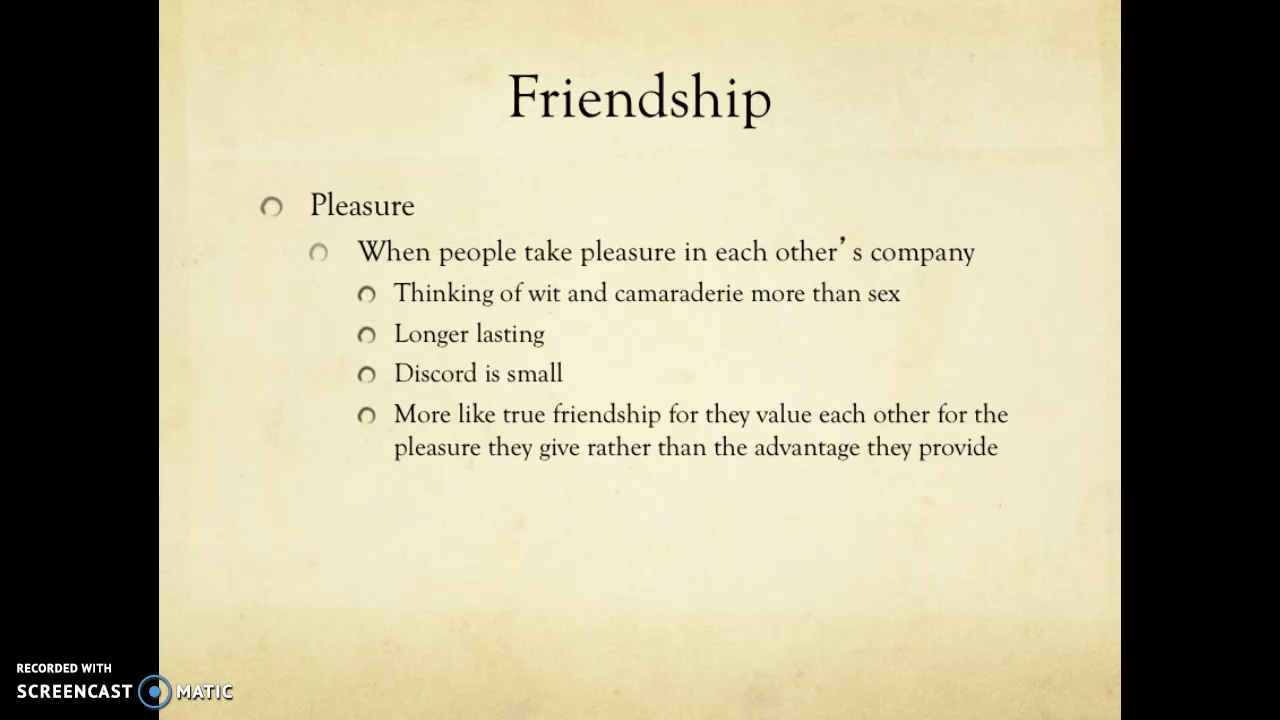 Friendship
Pleasure
When people take pleasure in each other’s company
Thinking of wit and camaraderie more than sex
Longer lasting
Discord is small
More like true friendship for they value each other for the
pleasure they give rather than the advantage they provide
RECORDED WITH
SCREENCAST MATIC